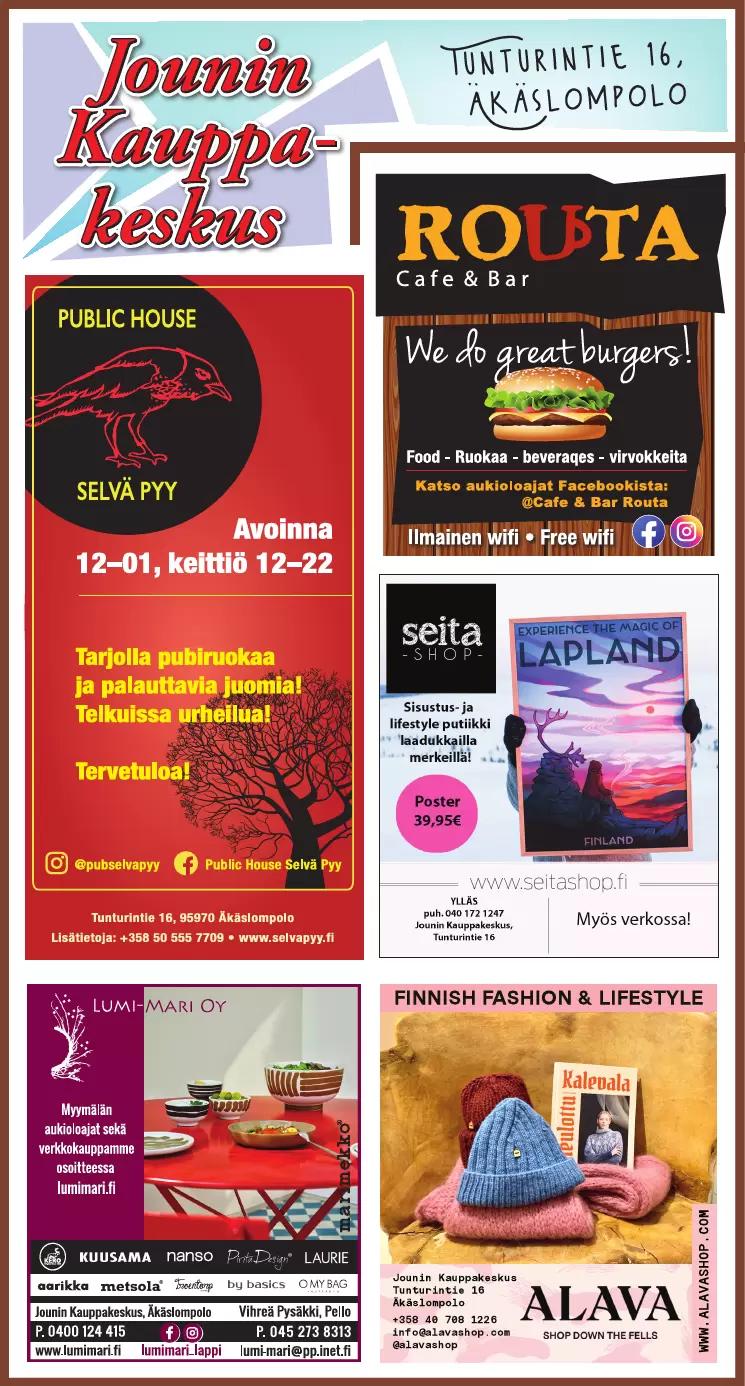 Jounin
Kauppa-
keskus
TUNTURINTIE 16,
ÄKÄSLOMPOLO
ROUTA
Cafe & Bar
We do great burgers!
Food - Ruokaa - beveraqes - virvokkeita
Katso aukioloajat Facebookista:
@Cafe & Bar Routa
Ilmainen wifi • Free wifi
PUBLIC HOUSE
SELVÄ PYY
Avoinna
12–01, keittiö 12–22
Tarjolla pubiruokaa
ja palauttavia juomia!
Telkuissa urheilua!
Tervetuloa!
@pubselvapyy
Public House Selvä Pyy
Tunturintie 16, 95970 Äkäslompolo
Lisätietoja: +358 50 555 7709 • www.selvapyy.fi
seita
-SHOP-
Sisustus- ja
lifestyle putiikki
laadukkailla
merkeillä!
Poster
39,95€
EXPERIENCE THE MAGIC OF
LAPLAND
FINLAND
www.seitashop.fi
YLLÄS
puh. 040 172 1247
Jounin Kauppakeskus,
Tunturintie 16
Myös verkossa!
LUMI-MARI OY
Myymälän
aukioloajat sekä
verkkokauppamme
osoitteessa
lumimari.fi
marimekko®
KUUSAMA nanso PiritaDesign LAURIE
aarikka metsola by basics O MY BAG
Jounin Kauppakeskus, Äkäslompolo
P. 0400 124 415
www.lumimari.fi lumimari_lappi
Vihreä Pysäkki, Pello
P. 045 273 8313
lumi-mari@pp.inet.fi
FINNISH FASHION & LIFESTYLE
Kalevala
neulottu
Jounin Kauppakeskus
Tunturintie 16
Äkäslompolo
+358 40 708 1226
info@alavashop.com
@alavashop
ALAVA
SHOP DOWN THE FELLS
WWW.ALAVASHOP.COM